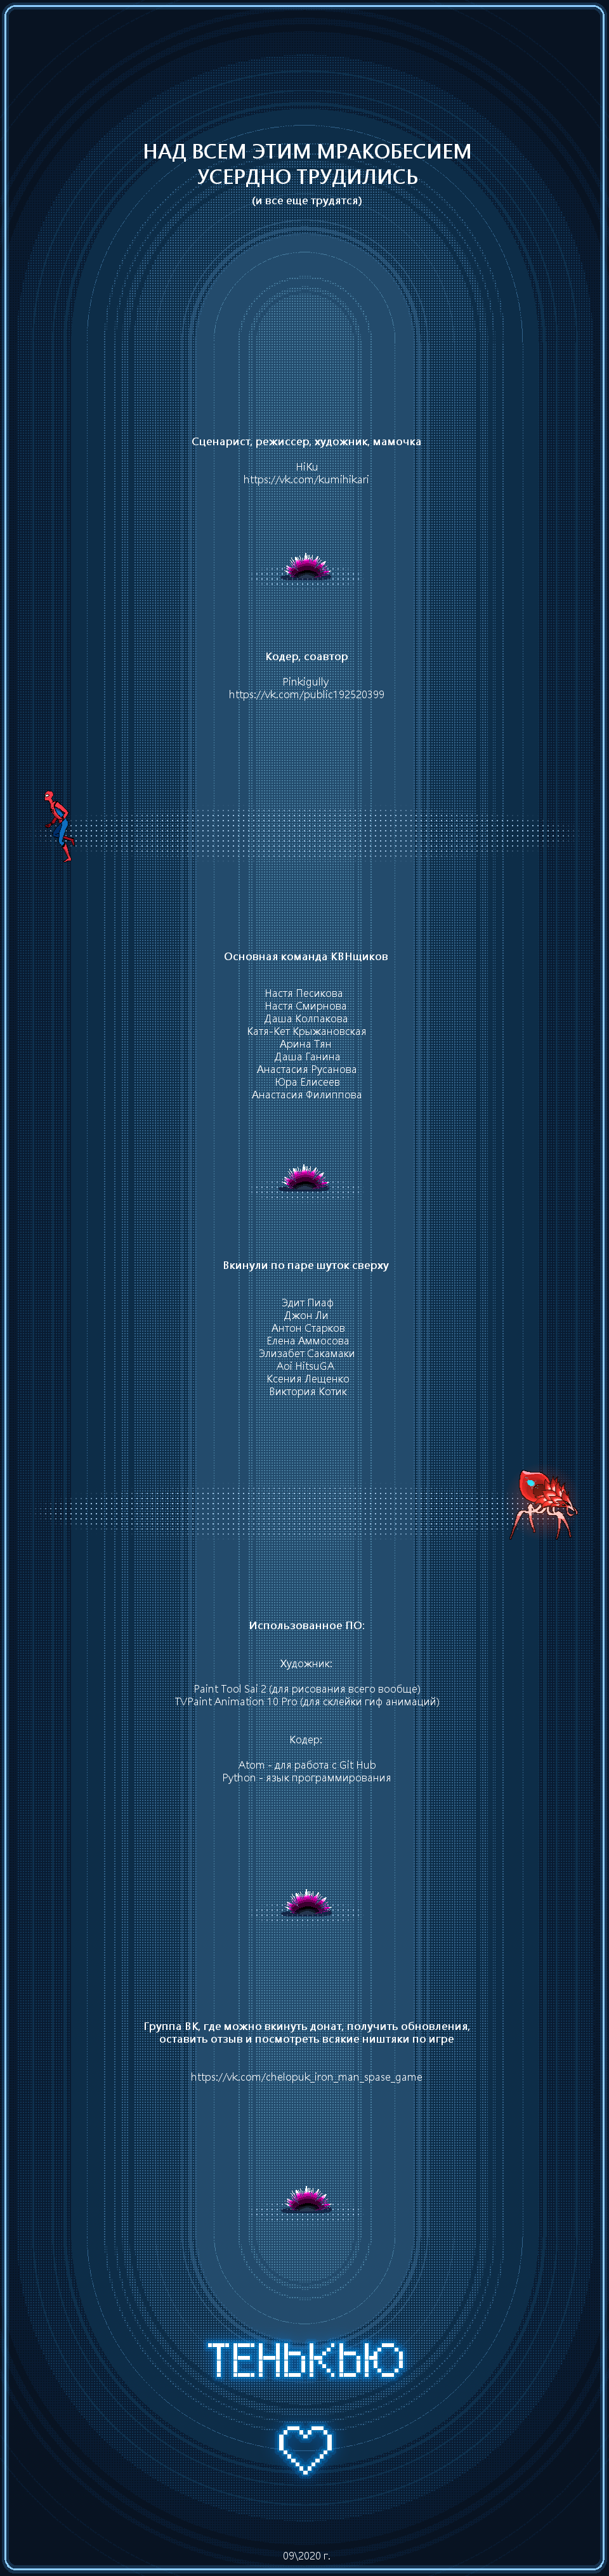 НАД ВСЕМ ЭТИМ МРАКОБЕСИЕМ
УСЕРДНО ТРУДИЛИСЬ
(и все еще трудятся)
Сценарист, режиссер, художник, мамочка
HiKu
https://vk.com/kumihikari
Кодер, соавтор
Pinkigully
https://vk.com/public192520399
Основная команда КВНщиков
Настя Песикова
Настя Смирнова
Даша Колпакова
Катя-Кет Крыжановская
Арина Тян
Даша Ганина
Анастасия Русанова
Юра Елисеев
Анастасия Филиппова
Вкинули по паре шуток сверху
Эдит Пиаф
Джон Ли
Антон Старков
Елена Аммосова
Элизабет Сакамаки
Aoi HitsuGA
Ксения Лещенко
Виктория Котик
Использованное ПО:
Художник:
Paint Tool Sai 2 (для рисования всего вообще)
TVPaint Animation 10 Pro (для склейки гиф анимаций)
Кодер:
Atom - для работа с Git Hub
Python - язык программирования
Группа ВК, где можно вкинуть донат, получить обновления,
оставить отзыв и посмотреть всякие ништяки по игре
https://vk.com/chelopuk_iron_man_spase_game
ТЕНЬКЬЮ
09\2020 г.